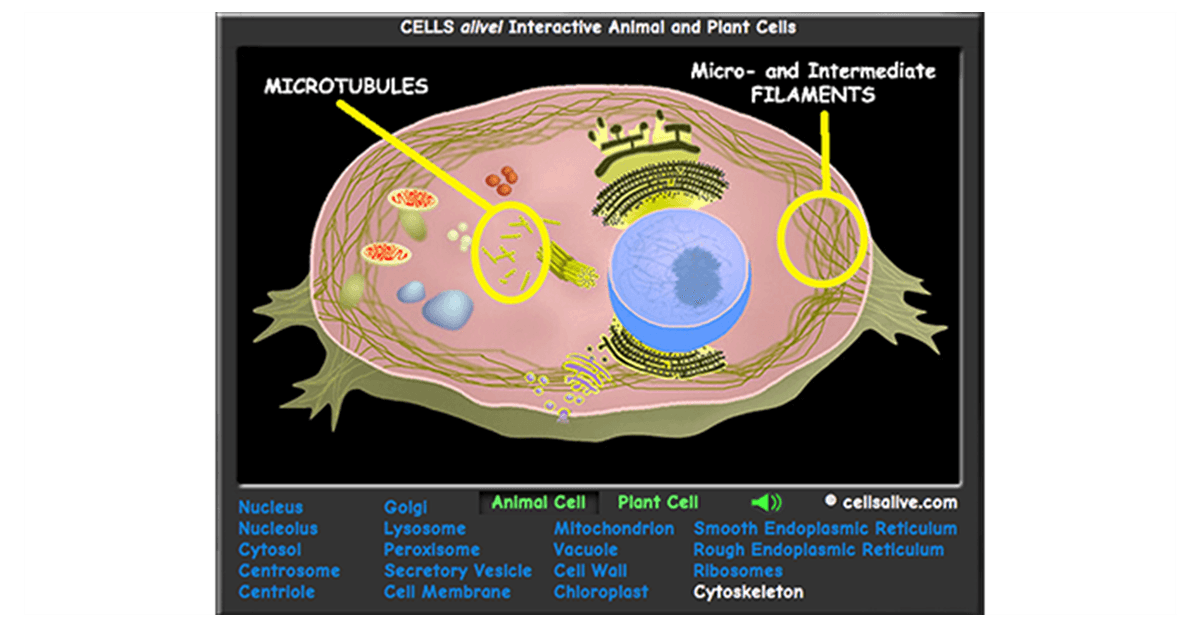 CELLS alive! Interactive Animal and Plant Cells
MICROTUBULES
Micro- and Intermediate
FILAMENTS
Animal Cell
Plant Cell
cellsalive.com
Nucleus
Nucleolus
Cytosol
Centrosome
Centriole
Golgi
Lysosome
Peroxisome
Secretory Vesicle
Cell Membrane
Mitochondrion
Vacuole
Cell Wall
Chloroplast
Smooth Endoplasmic Reticulum
Rough Endoplasmic Reticulum
Ribosomes
Cytoskeleton